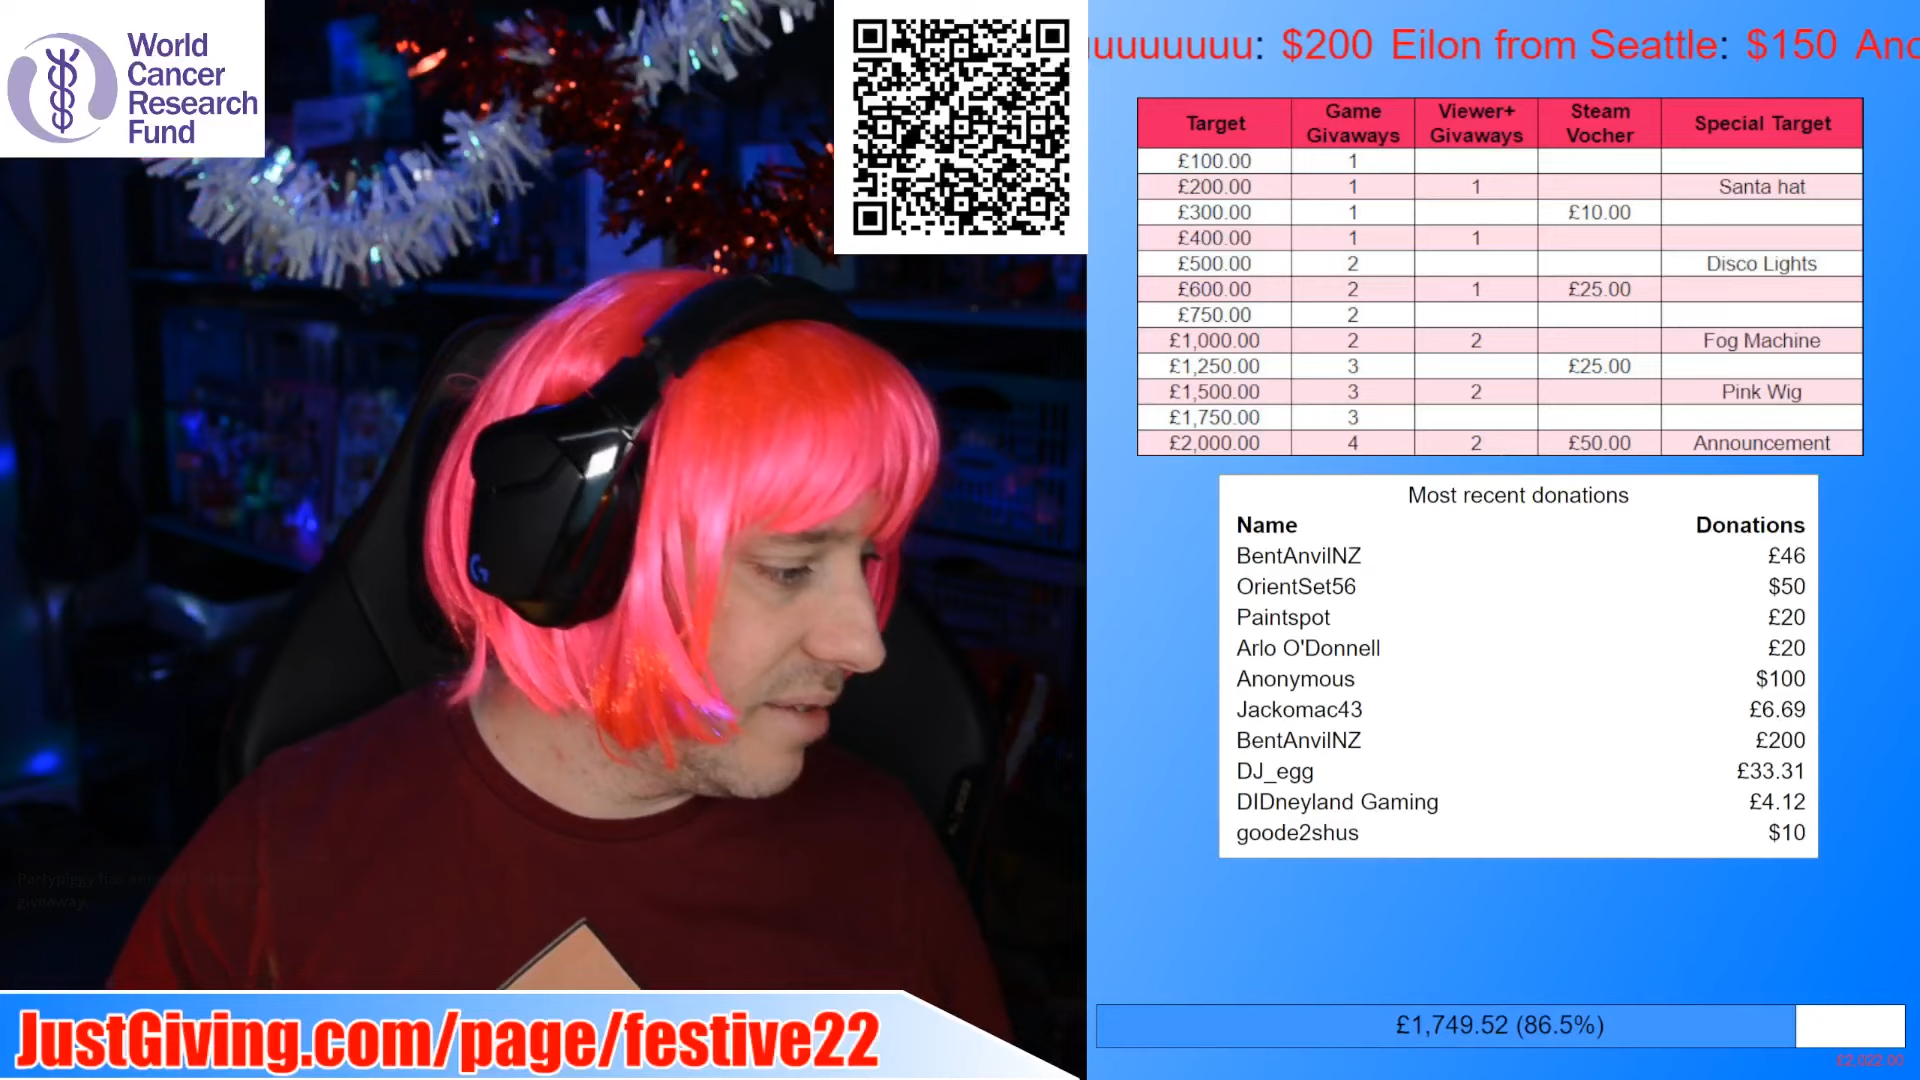 World
Cancer
Research
Fund
$200 Eilon from Seattle: $150
Target Game Givaways Viewer+ Givaways Steam Vocher Special Target
£100.00 1
£200.00 1 1 Santa hat
£300.00 1 £10.00
£400.00 1 1
£500.00 2 Disco Lights
£600.00 2 1 £25.00
£750.00 2
£1,000.00 2 2 Fog Machine
£1,250.00 3 £25.00
£1,500.00 3 2 Pink Wig
£1,750.00 3
£2,000.00 4 2 £50.00 Announcement
Most recent donations
Name Donations
BentAnvilNZ £46
OrientSet56 $50
Paintspot £20
Arlo O'Donnell £20
Anonymous $100
Jackomac43 £6.69
BentAnvilNZ £200
DJ_egg £33.31
DIDneyland Gaming £4.12
goode2shus $10
£1,749.52 (86.5%)
£2,022.00
Partypiggy has
giveaway.
JustGiving.com/page/festive22